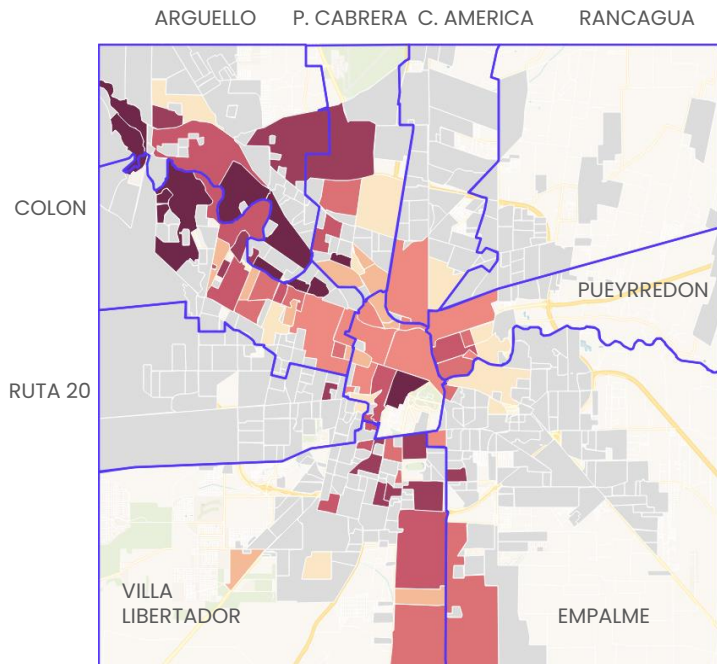 ARGUELLO P. CABRERA C. AMERICA RANCAGUA
COLON
PUEYRREDON
RUTA 20
VILLA
LIBERTADOR
EMPALME